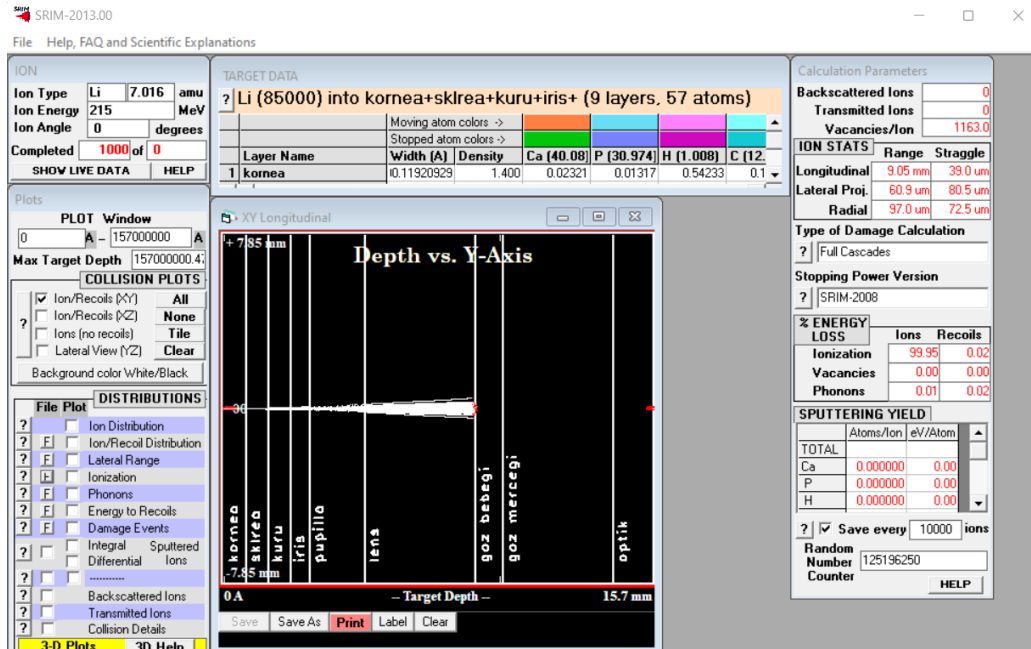 SRIM-2013.00
File Help, FAQ and Scientific Explanations
ION
Ion Type Li 7.016 amu
Ion Energy 215 MeV
Ion Angle 0 degrees
Completed 1000 of 0
SHOW LIVE DATA HELP
TARGET DATA
? Li (85000) into kornea+sklrea+kuru+iris+ (9 layers, 57 atoms)
Moving atom colors ->
Stopped atom colors ->
Layer Name Width (A) Density Ca (40.08) P (30.974) H (1.008) C (12.
1 kornea 0.11920929 1.400 0.02321 0.01317 0.54233 0.1
Calculation Parameters
Backscattered Ions 0
Transmitted Ions 0
Vacancies/Ion 1163.0
ION STATS Range Straggle
Longitudinal 9.05 mm 39.0 um
Lateral Proj. 60.9 um 80.5 um
Radial 97.0 um 72.5 um
Type of Damage Calculation
? Full Cascades
Stopping Power Version
? SRIM-2008
% ENERGY LOSS Ions Recoils
Ionization 99.95 0.02
Vacancies 0.00 0.00
Phonons 0.01 0.02
SPUTTERING YIELD
Atoms/Ion eV/Atom
TOTAL
Ca 0.000000 0.00
P 0.000000 0.00
H 0.000000 0.00
? Save every 10000 ions
Random Number Counter 125196250
HELP
Plots
PLOT Window
0 A - 157000000 A
Max Target Depth 157000000.47
COLLISION PLOTS
? Ion/Recoils (XY) All
Ion/Recoils (XZ) None
Ions (no recoils) Tile
Lateral View (YZ) Clear
Background color White/Black
DISTRIBUTIONS
File Plot
? Ion Distribution
? F Ion/Recoil Distribution
? F Lateral Range
? F Ionization
? F Phonons
? F Energy to Recoils
? F Damage Events
? Integral Sputtered
Differential Ions
? -----------
? Backscattered Ions
? Transmitted Ions
? Collision Details
3-D Plots 3D Help
XY Longitudinal
+ 7.85 mm
Depth vs. Y-Axis
kornea
sklrea
kuru
iris
pupilla
lens
goz bebegi
goz mercegi
optik
-7.85 mm
0 A -- Target Depth -- 15.7 mm
Save Save As Print Label Clear